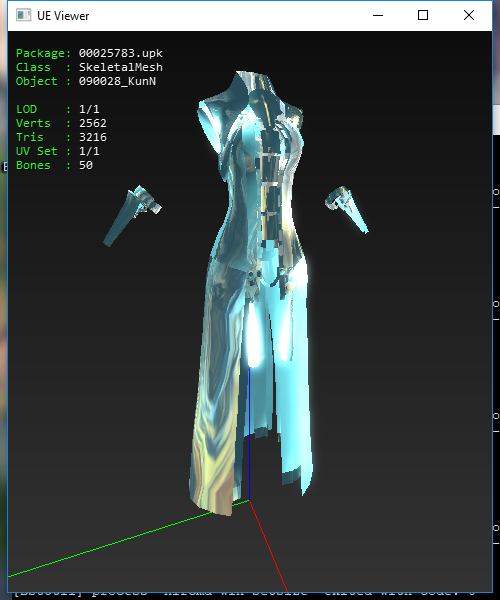 UE Viewer
Package: 00025783.upk
Class : SkeletalMesh
Object : 090028_KunN
LOD : 1/1
Verts : 2562
Tris : 3216
UV Set : 1/1
Bones : 50